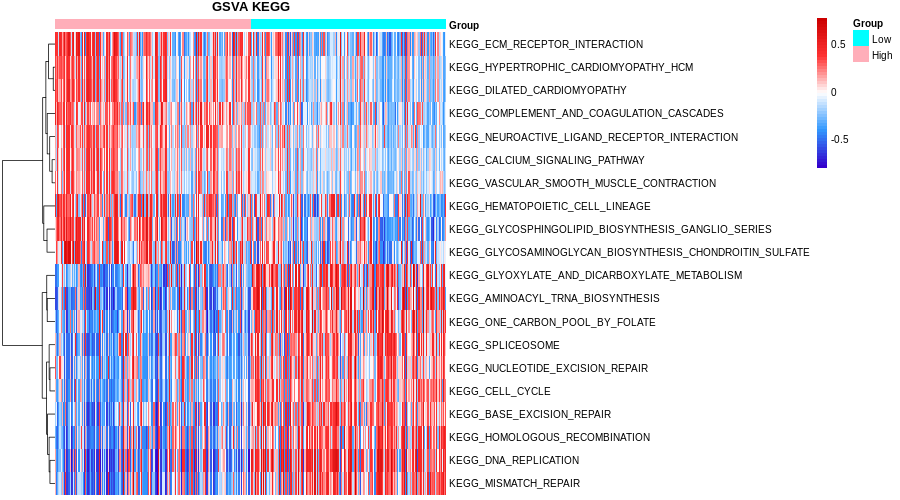 GSVA KEGG
Group
KEGG_ECM_RECEPTOR_INTERACTION
KEGG_HYPERTROPHIC_CARDIOMYOPATHY_HCM
KEGG_DILATED_CARDIOMYOPATHY
KEGG_COMPLEMENT_AND_COAGULATION_CASCADES
KEGG_NEUROACTIVE_LIGAND_RECEPTOR_INTERACTION
KEGG_CALCIUM_SIGNALING_PATHWAY
KEGG_VASCULAR_SMOOTH_MUSCLE_CONTRACTION
KEGG_HEMATOPOIETIC_CELL_LINEAGE
KEGG_GLYCOSPHINGOLIPID_BIOSYNTHESIS_GANGLIO_SERIES
KEGG_GLYCOSAMINOGLYCAN_BIOSYNTHESIS_CHONDROITIN_SULFATE
KEGG_GLYOXYLATE_AND_DICARBOXYLATE_METABOLISM
KEGG_AMINOACYL_TRNA_BIOSYNTHESIS
KEGG_ONE_CARBON_POOL_BY_FOLATE
KEGG_SPLICEOSOME
KEGG_NUCLEOTIDE_EXCISION_REPAIR
KEGG_CELL_CYCLE
KEGG_BASE_EXCISION_REPAIR
KEGG_HOMOLOGOUS_RECOMBINATION
KEGG_DNA_REPLICATION
KEGG_MISMATCH_REPAIR
0.5
0
-0.5
Group
Low
High